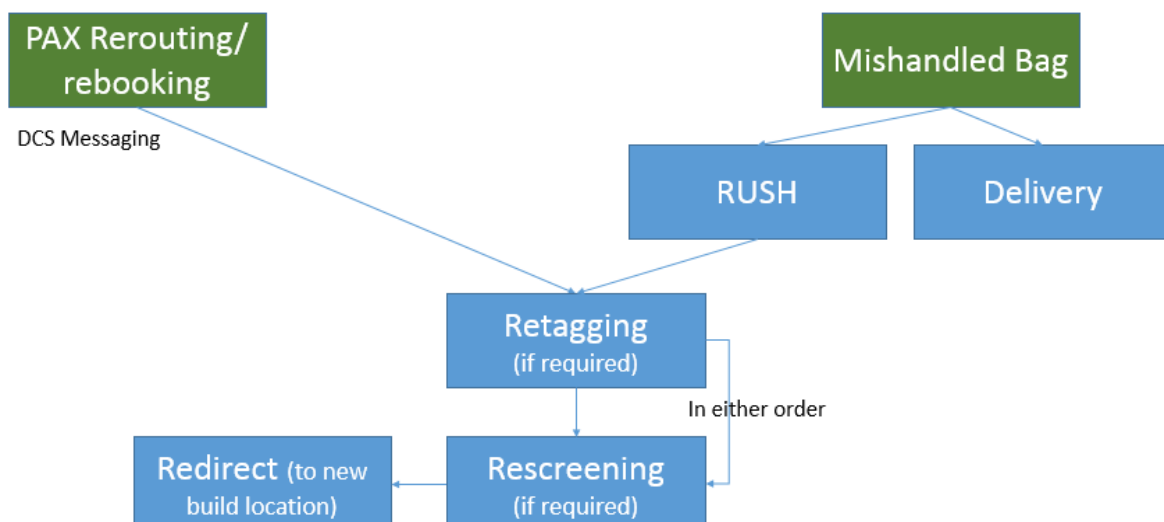 PAX Rerouting/
rebooking
Mishandled Bag
DCS Messaging
RUSH
Delivery
Retagging
(if required)
In either order
Redirect (to new
build location)
Rescreening
(if required)